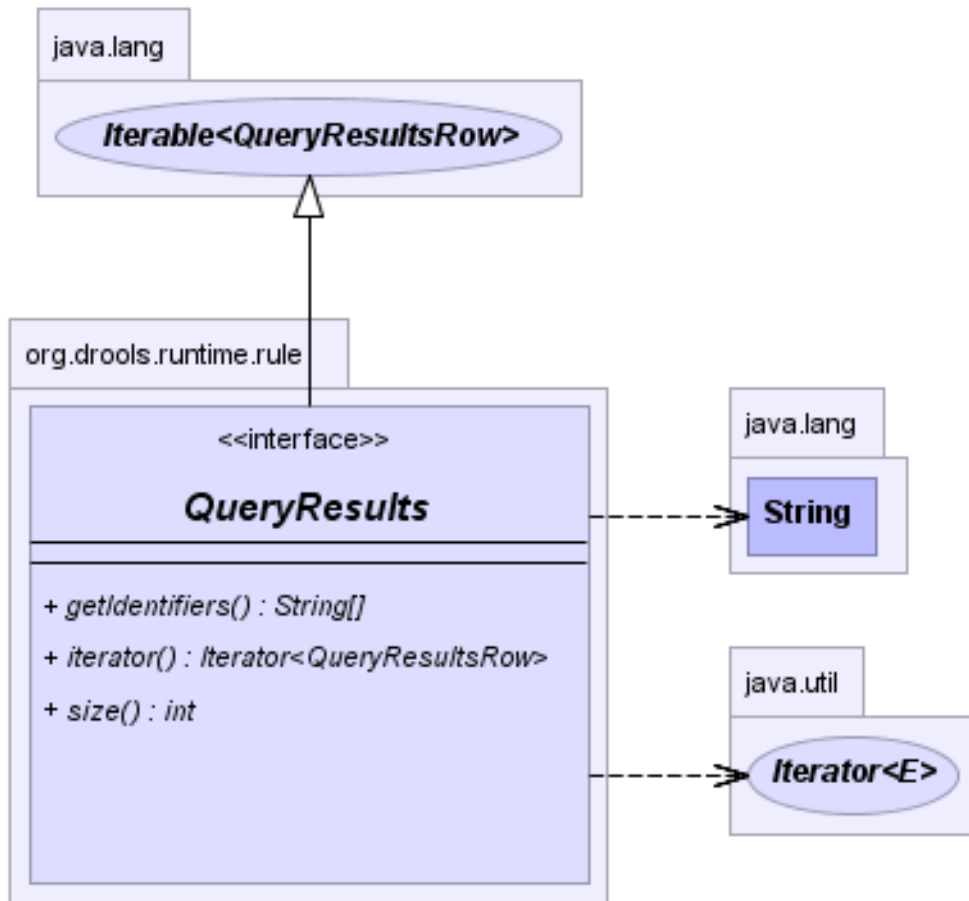 java.lang
Iterable<QueryResultsRow>
org.drools.runtime.rule
<<interface>>
QueryResults
+ getIdentifiers() : String[]
+ iterator() : Iterator<QueryResultsRow>
+ size() : int
java.lang
String
java.util
Iterator<E>